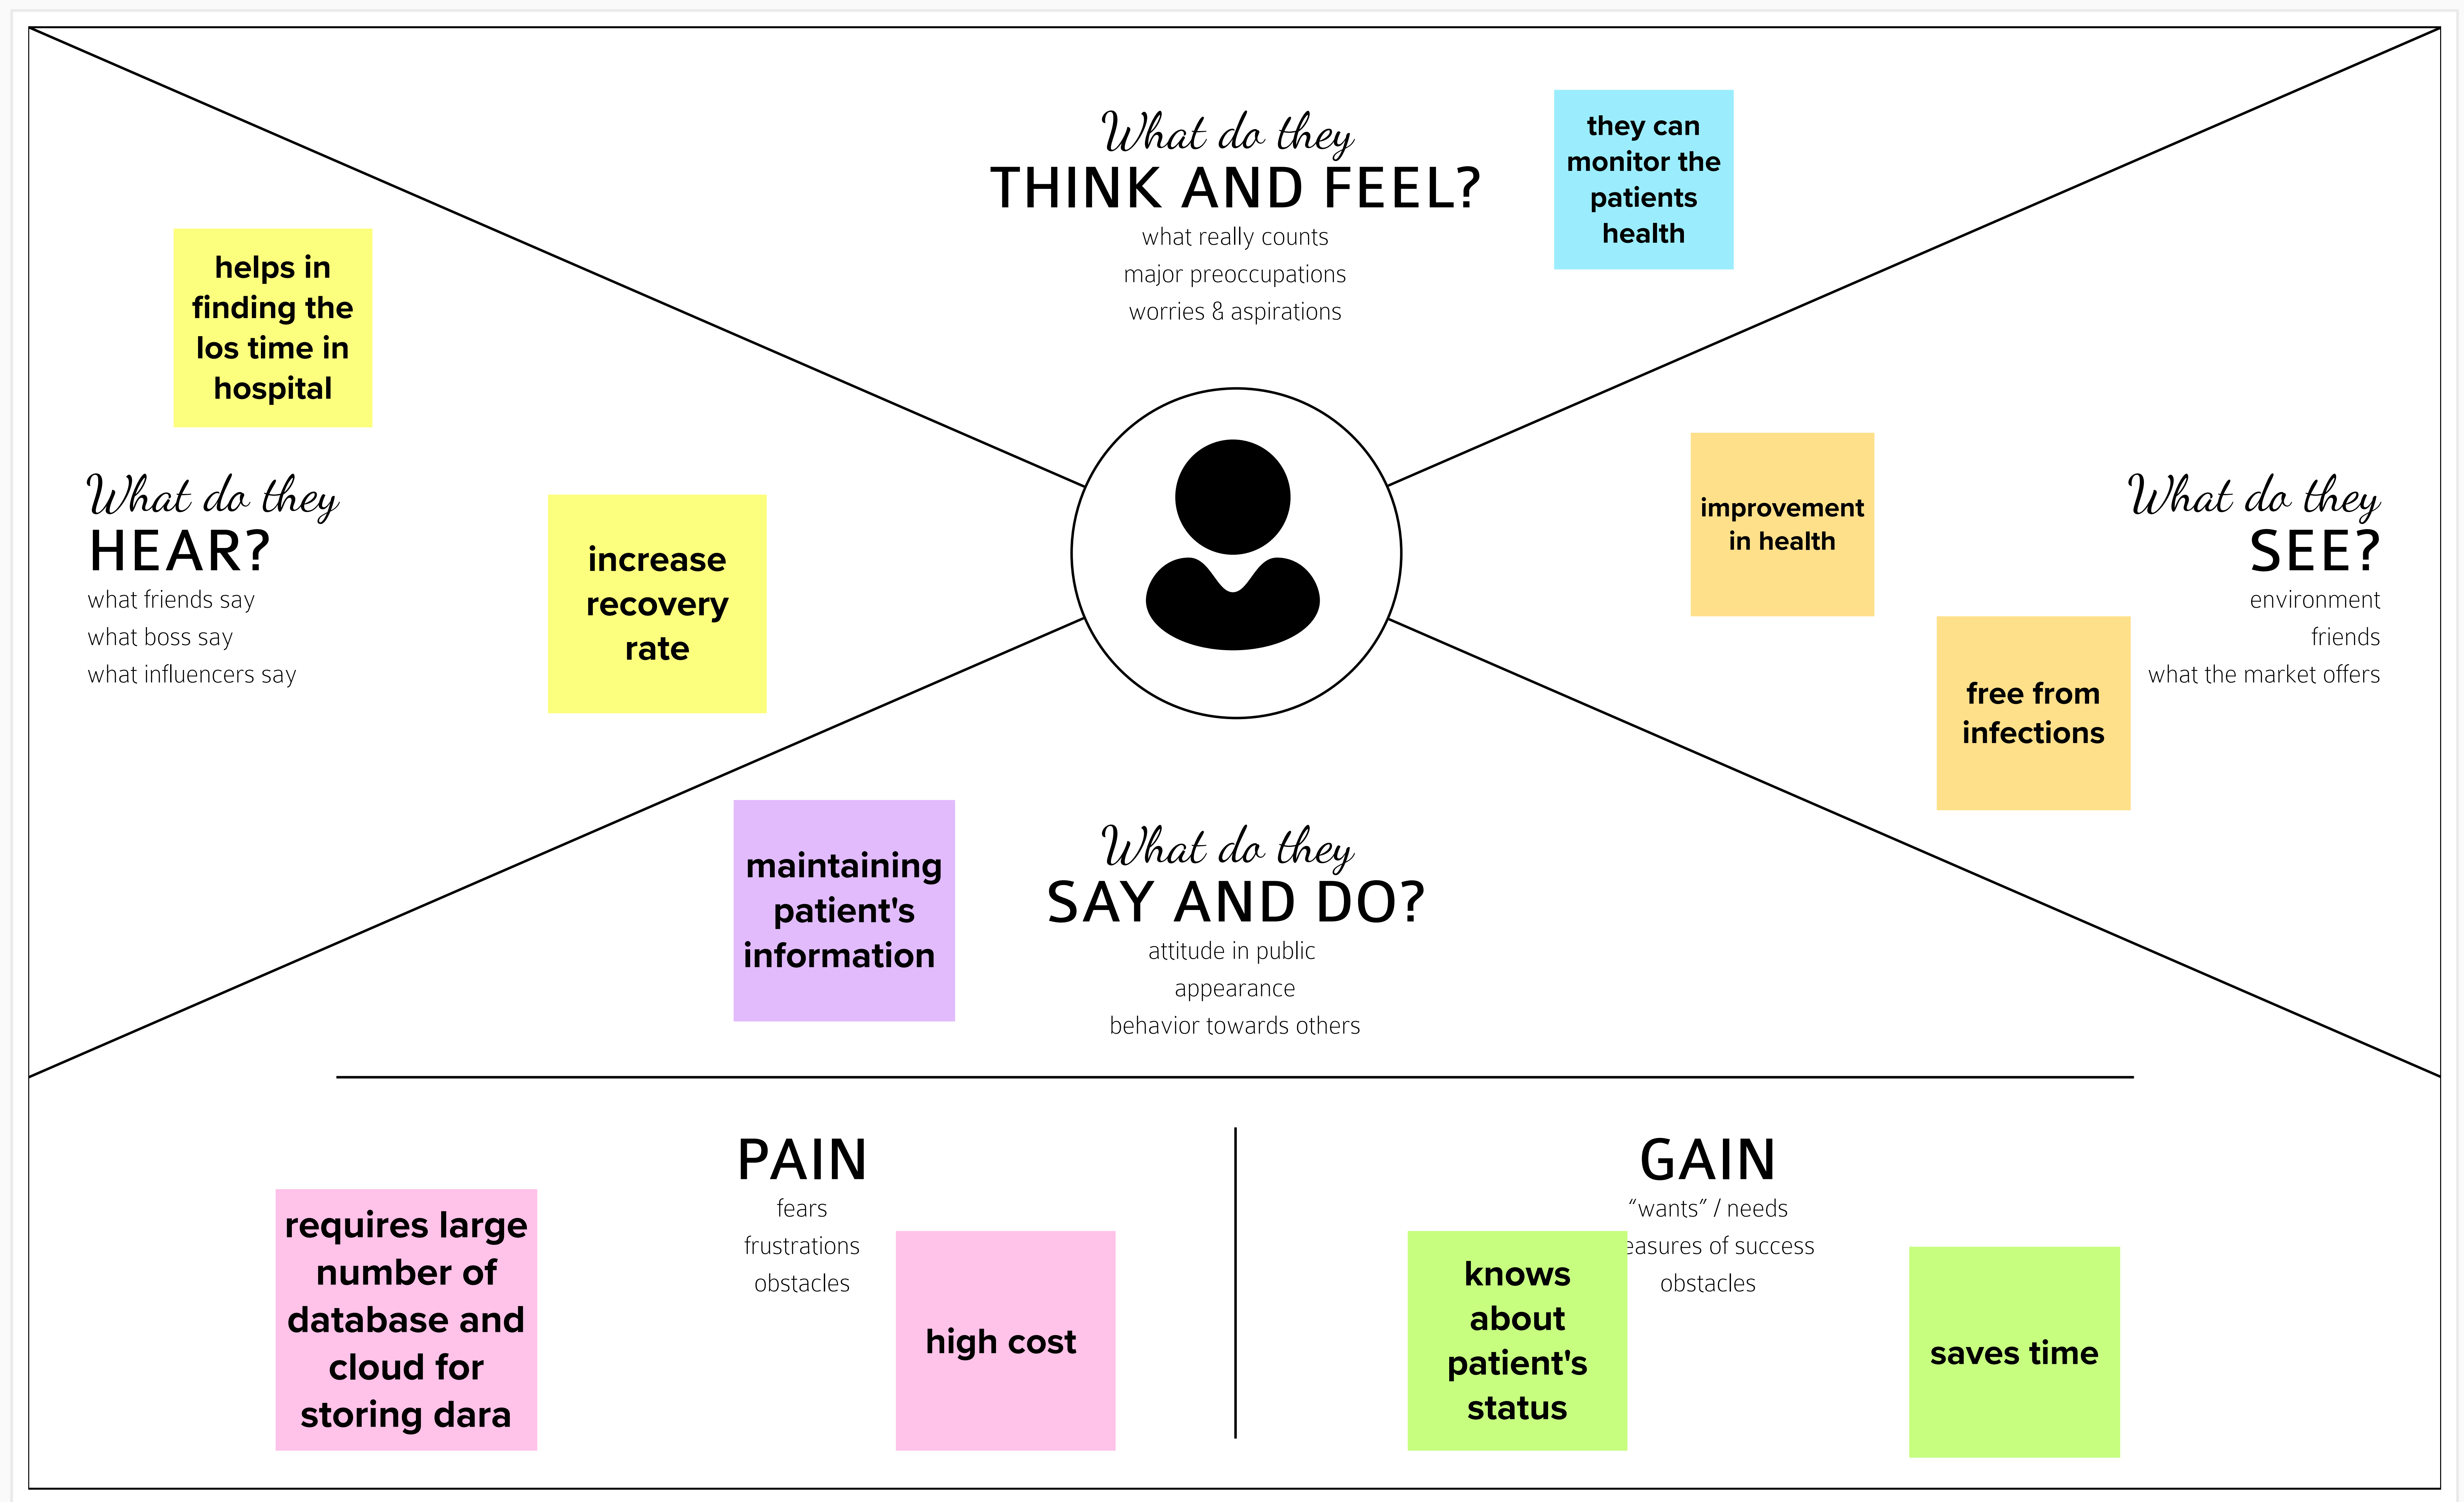 What do they
THINK AND FEEL?
what really counts
major preoccupations
worries & aspirations
they can
monitor the
patients
health
helps in
finding the
los time in
hospital
What do they
HEAR?
what friends say
what boss say
what influencers say
increase
recovery
rate
improvement
in health
What do they
SEE?
environment
friends
what the market offers
free from
infections
maintaining
patient's
information
What do they
SAY AND DO?
attitude in public
appearance
behavior towards others
PAIN
fears
frustrations
obstacles
requires large
number of
database and
cloud for
storing dara
high cost
GAIN
“wants” / needs
easures of success
obstacles
knows
about
patient's
status
saves time